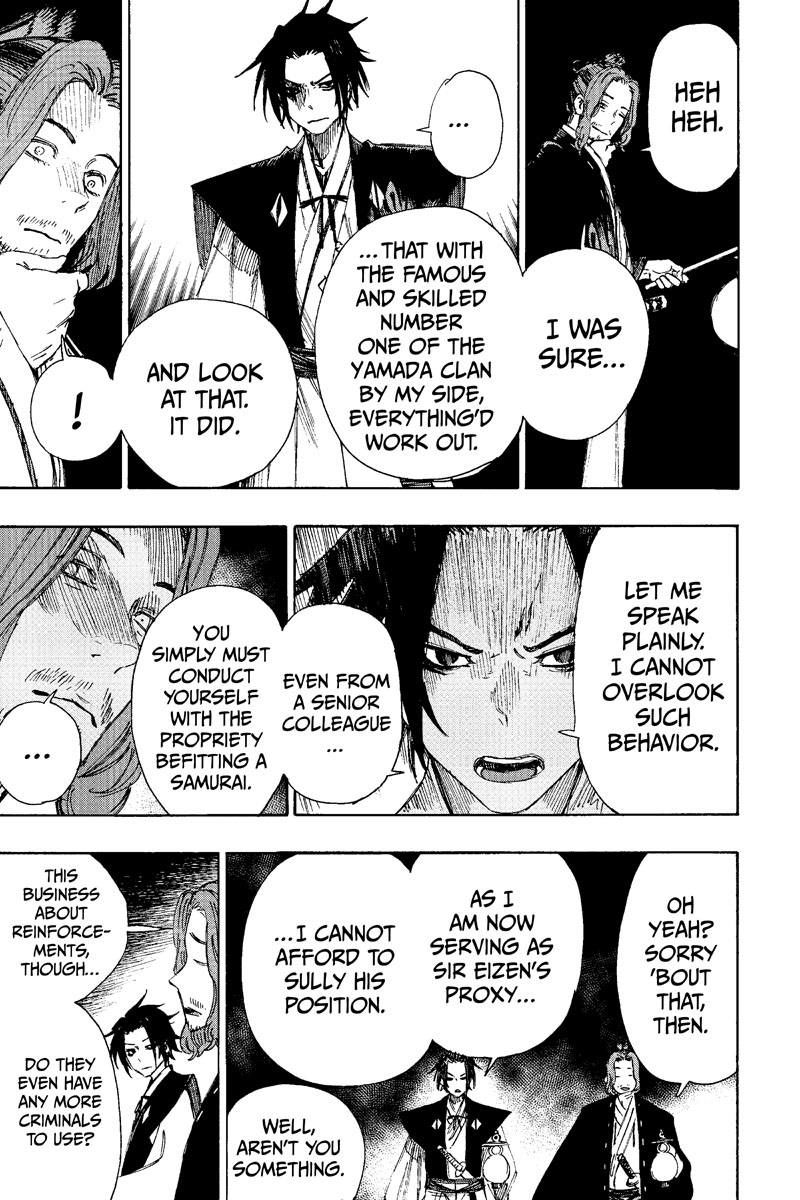 HEH
HEH.
I WAS
SURE...
...
...THAT WITH
THE FAMOUS
AND SKILLED
NUMBER
ONE OF THE
YAMADA CLAN
BY MY SIDE,
EVERYTHING'D
WORK OUT.
AND LOOK
AT THAT.
IT DID.
!
LET ME
SPEAK
PLAINLY.
I CANNOT
OVERLOOK
SUCH
BEHAVIOR.
EVEN FROM
A SENIOR
COLLEAGUE
...
YOU
SIMPLY MUST
CONDUCT
YOURSELF
WITH THE
PROPRIETY
BEFITTING A
SAMURAI.
...
OH
YEAH?
SORRY
'BOUT
THAT,
THEN.
AS I
AM NOW
SERVING AS
SIR EIZEN'S
PROXY...
...I CANNOT
AFFORD TO
SULLY HIS
POSITION.
WELL,
AREN'T YOU
SOMETHING.
THIS
BUSINESS
ABOUT
REINFORCE-
MENTS,
THOUGH...
DO THEY
EVEN HAVE
ANY MORE
CRIMINALS
TO USE?